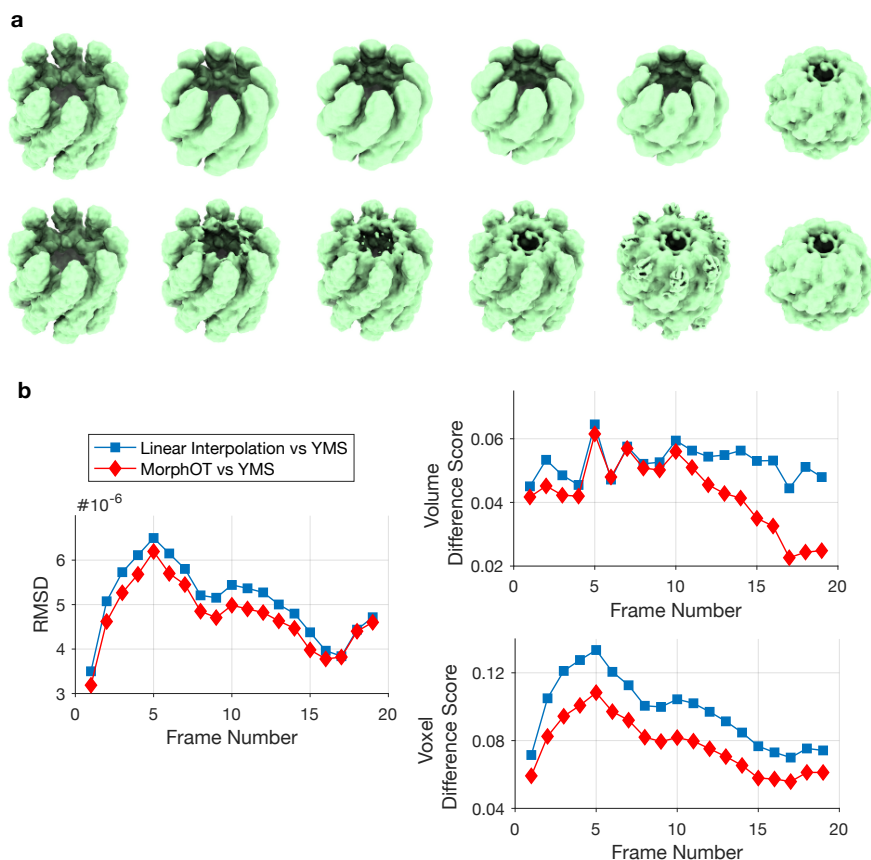 a
b
Linear Interpolation vs YMS
MorphOT vs YMS
#10⁻⁶
RMSD
6
5
4
3
0
5
10
15
20
Frame Number
Volume
Difference Score
0.06
0.04
0.02
0
5
10
15
20
Frame Number
Voxel
Difference Score
0.12
0.08
0.04
0
5
10
15
20
Frame Number